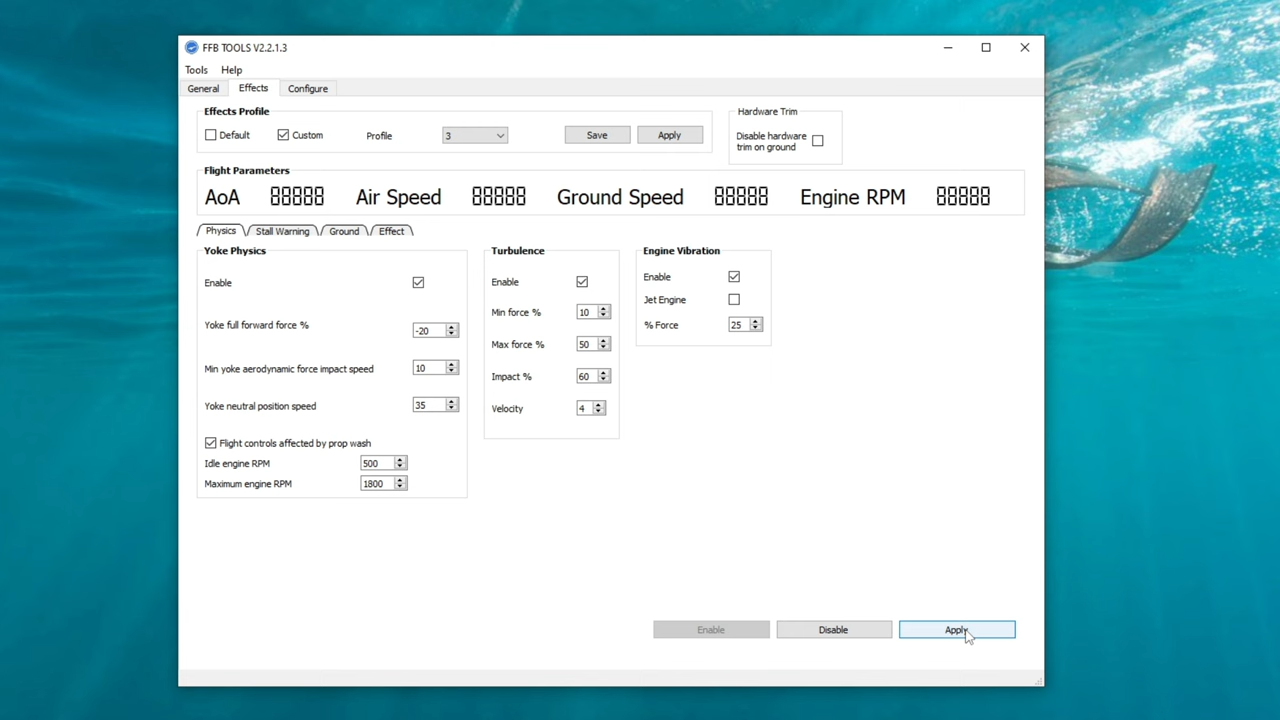 FFB TOOLS V2.2.1.3
Tools Help
General Effects Configure
Effects Profile
Default Custom Profile 3 Save Apply
Hardware Trim
Disable hardware
trim on ground
Flight Parameters
AoA 00000 Air Speed 00000 Ground Speed 00000 Engine RPM 00000
Physics Stall Warning Ground Effect
Yoke Physics
Enable
Yoke full forward force % -20
Min yoke aerodynamic force impact speed 10
Yoke neutral position speed 35
Flight controls affected by prop wash
Idle engine RPM 500
Maximum engine RPM 1800
Turbulence
Enable
Min force % 10
Max force % 50
Impact % 60
Velocity 4
Engine Vibration
Enable
Jet Engine
% Force 25
Enable Disable Apply